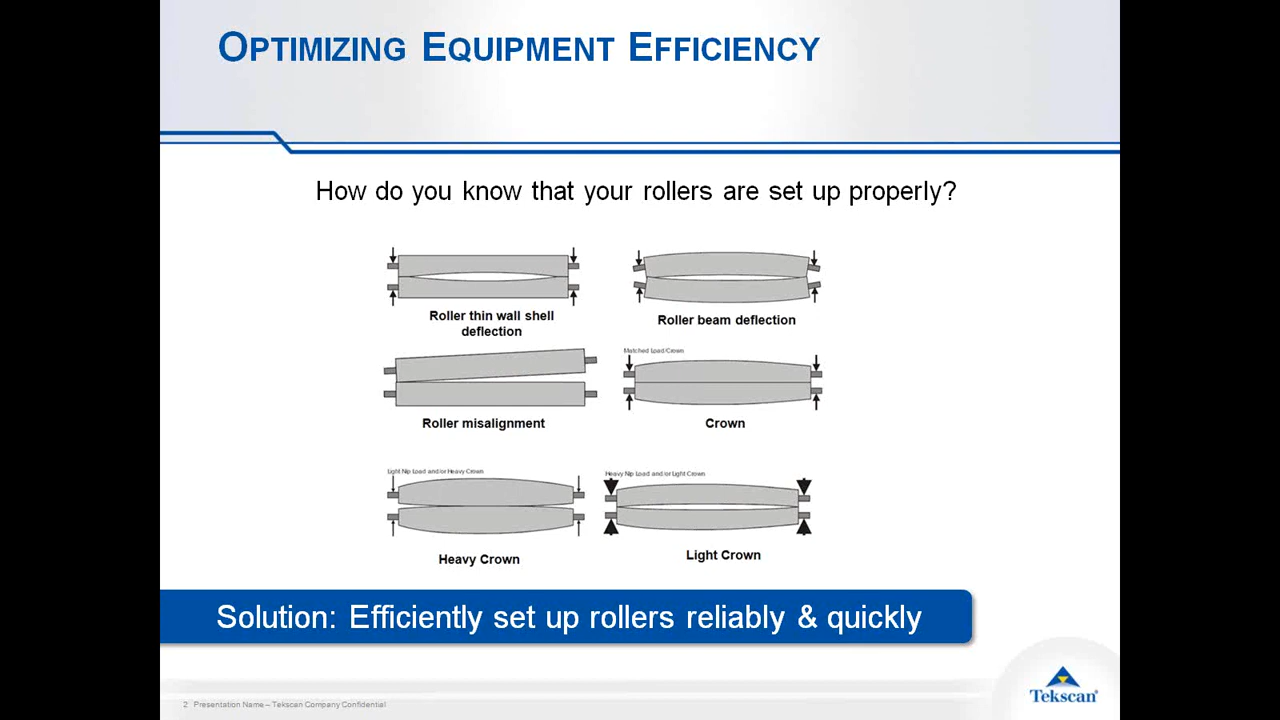 OPTIMIZING EQUIPMENT EFFICIENCY
How do you know that your rollers are set up properly?
Roller thin wall shell
deflection
Roller beam deflection
Matched Load/Crown
Roller misalignment
Crown
Light Nip Load and/or Heavy Crown
Heavy Nip Load and/or Light Crown
Heavy Crown
Light Crown
Solution: Efficiently set up rollers reliably & quickly
2 Presentation Name – Tekscan Company Confidential
Tekscan